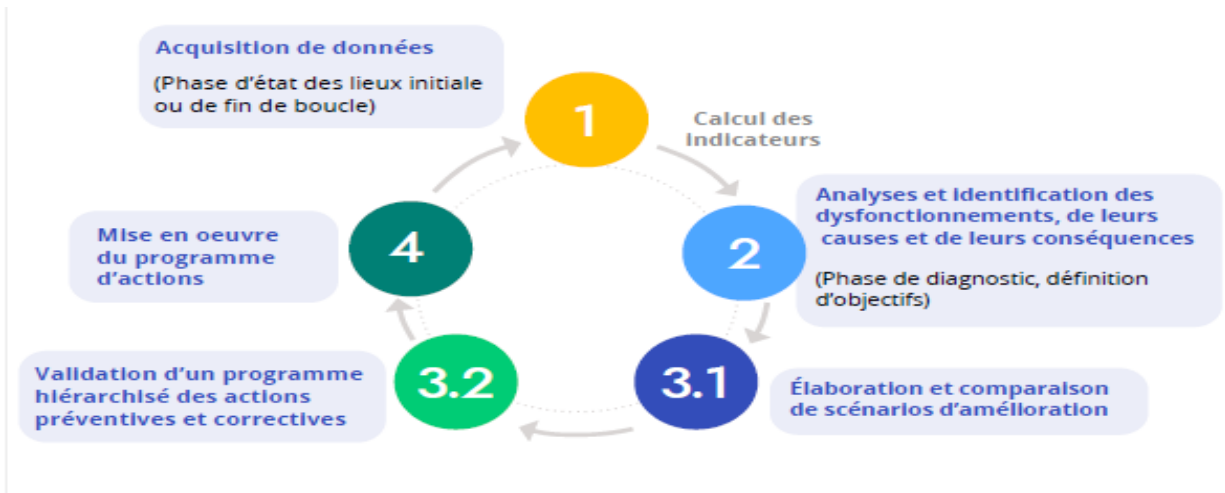 Acquisition de données
(Phase d'état des lieux initiale
ou de fin de boucle)
1
Calcul des
Indicateurs
2
Analyses et identification des
dysfonctionnements, de leurs
causes et de leurs conséquences
(Phase de diagnostic, définition
d'objectifs)
3.1
Élaboration et comparaison
de scénarios d'amélioration
3.2
Validation d'un programme
hiérarchisé des actions
préventives et correctives
4
Mise en oeuvre
du programme
d'actions